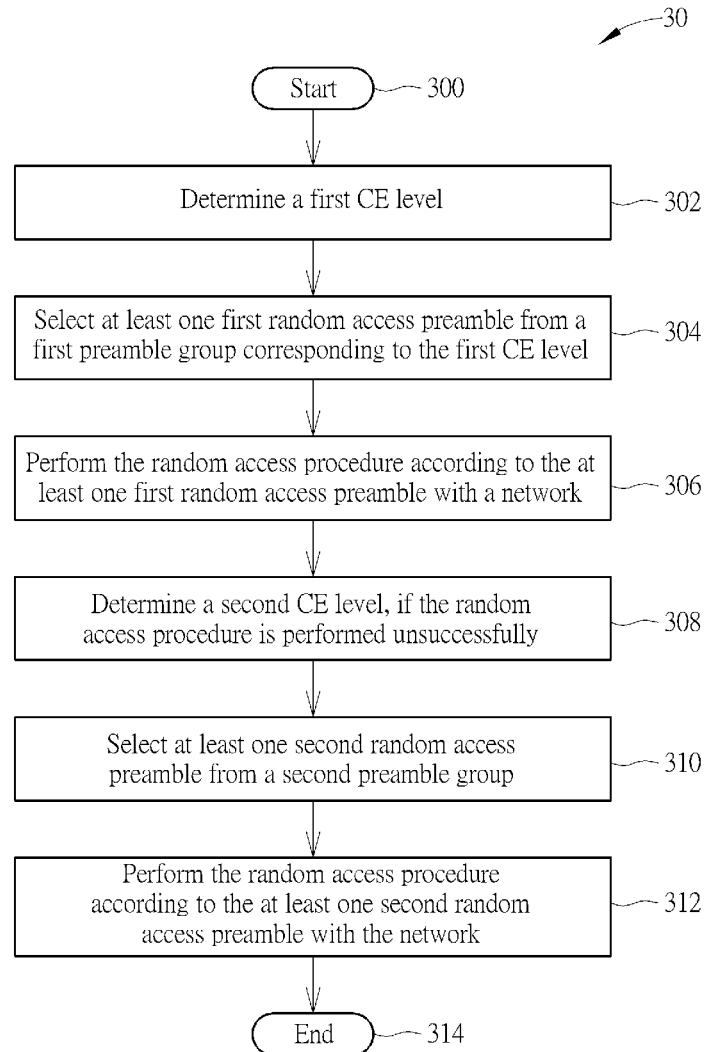 30
Start
300
Determine a first CE level
302
Select at least one first random access preamble from a
first preamble group corresponding to the first CE level
304
Perform the random access procedure according to the at
least one first random access preamble with a network
306
Determine a second CE level, if the random
access procedure is performed unsuccessfully
308
Select at least one second random access
preamble from a second preamble group
310
Perform the random access procedure
according to the at least one second random
access preamble with the network
312
End
314